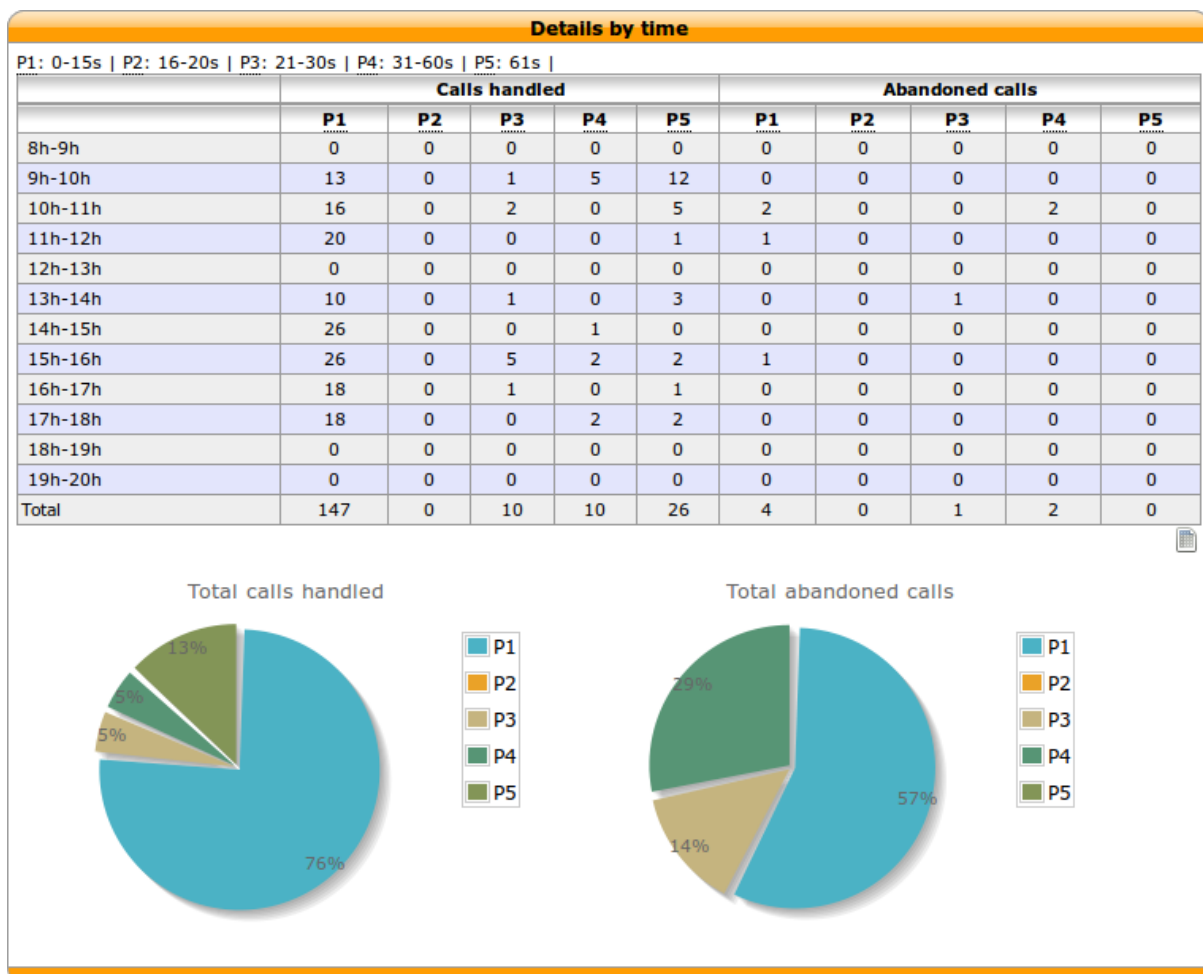 Details by time
P1: 0-15s | P2: 16-20s | P3: 21-30s | P4: 31-60s | P5: 61s |
Calls handled Abandoned calls
P1 P2 P3 P4 P5 P1 P2 P3 P4 P5
8h-9h 0 0 0 0 0 0 0 0 0 0
9h-10h 13 0 1 5 12 0 0 0 0 0
10h-11h 16 0 2 0 5 2 0 0 2 0
11h-12h 20 0 0 0 1 1 0 0 0 0
12h-13h 0 0 0 0 0 0 0 0 0 0
13h-14h 10 0 1 0 3 0 0 1 0 0
14h-15h 26 0 0 1 0 0 0 0 0 0
15h-16h 26 0 5 2 2 1 0 0 0 0
16h-17h 18 0 1 0 1 0 0 0 0 0
17h-18h 18 0 0 2 2 0 0 0 0 0
18h-19h 0 0 0 0 0 0 0 0 0 0
19h-20h 0 0 0 0 0 0 0 0 0 0
Total 147 0 10 10 26 4 0 1 2 0
Total calls handled
13%
5%
5%
76%
P1
P2
P3
P4
P5
Total abandoned calls
29%
57%
14%
P1
P2
P3
P4
P5